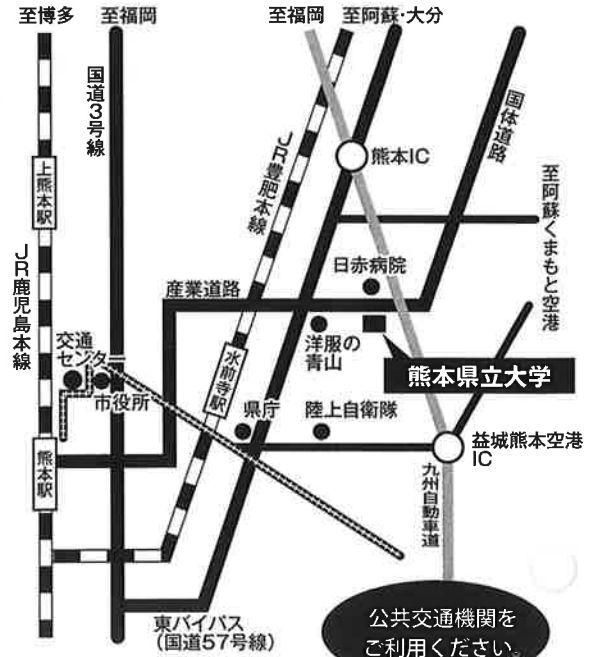 至博多
至福岡
至福岡
至阿蘇・大分
国道3号線
国体道路
上熊本駅
JR豊肥本線
熊本IC
至阿蘇くまもと空港
JR鹿児島本線
日赤病院
産業道路
洋服の
青山
交通
センター
水前寺駅
熊本県立大学
市役所
県庁
陸上自衛隊
熊本駅
益城熊本空港
IC
九州自動車道
東バイパス
(国道57号線)
公共交通機関を
ご利用ください。